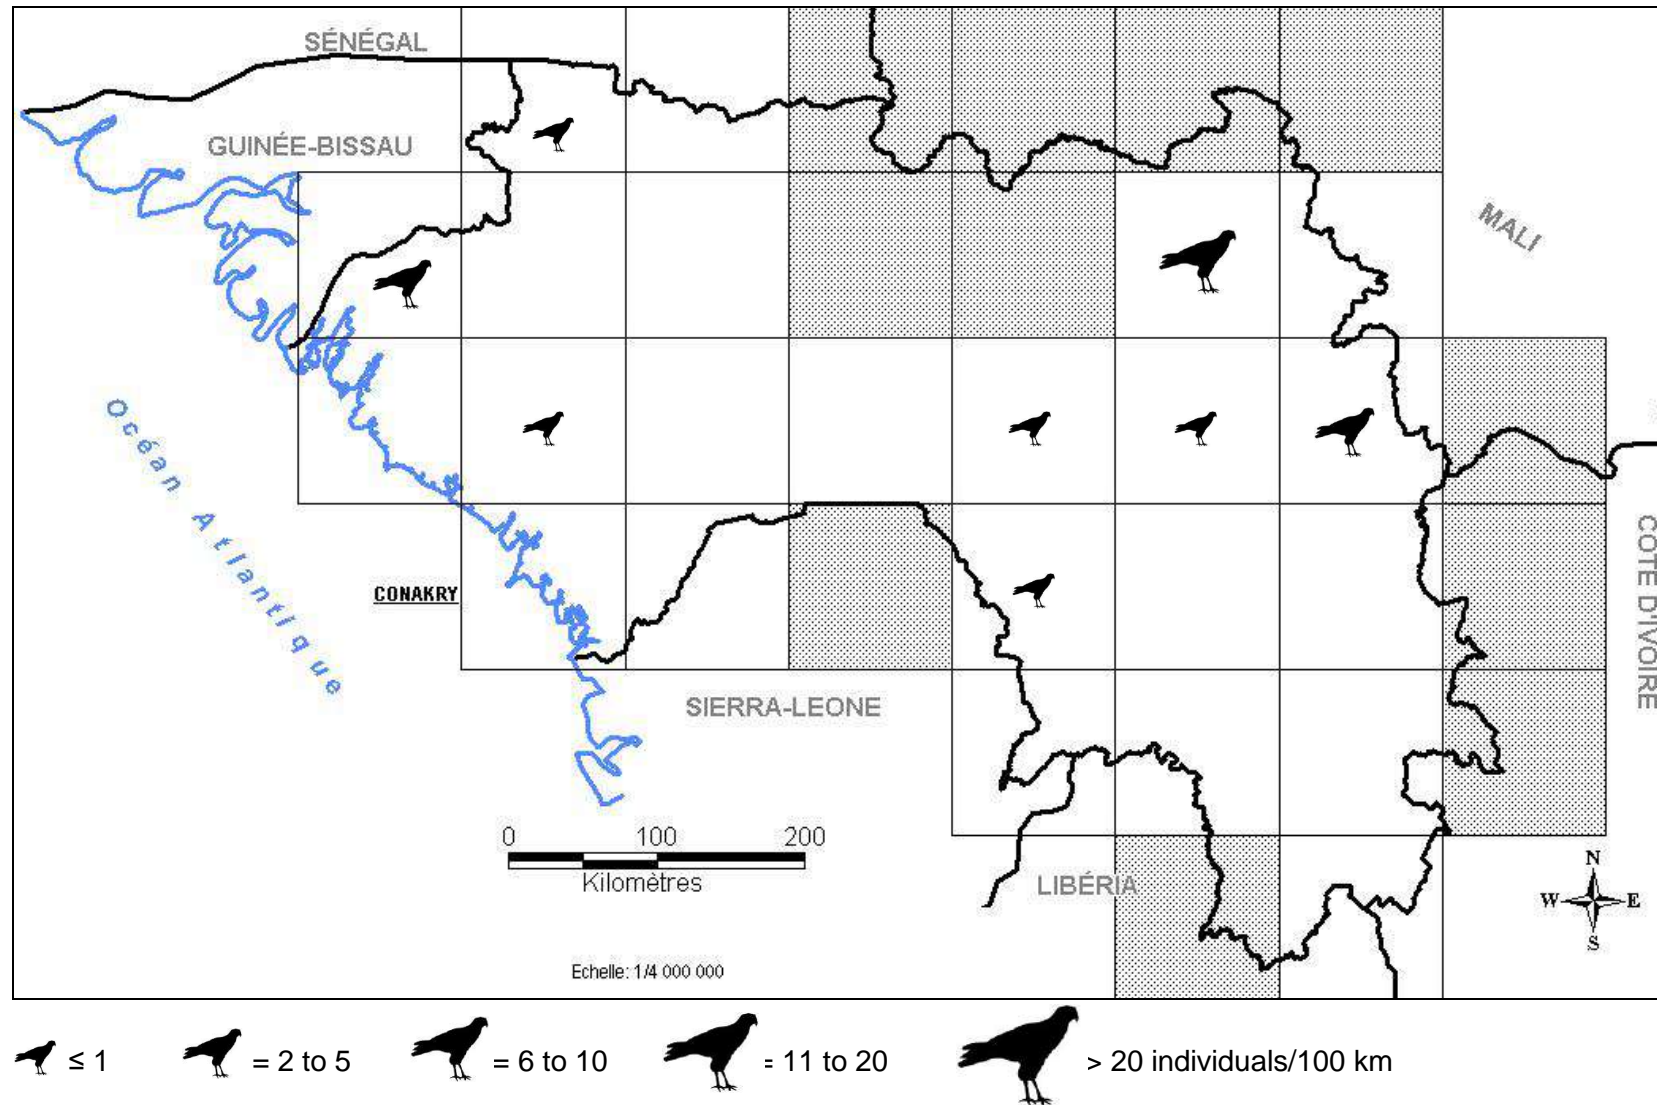 SÉNÉGAL
GUINÉE-BISSAU
MALI
Océan Atlantique
CONAKRY
CÔTE D'IVOIRE
SIERRA-LEONE
0 100 200
Kilomètres
LIBÉRIA
N
W E
S
Echelle: 1/4 000 000
≤ 1 = 2 to 5 = 6 to 10 = 11 to 20 > 20 individuals/100 km